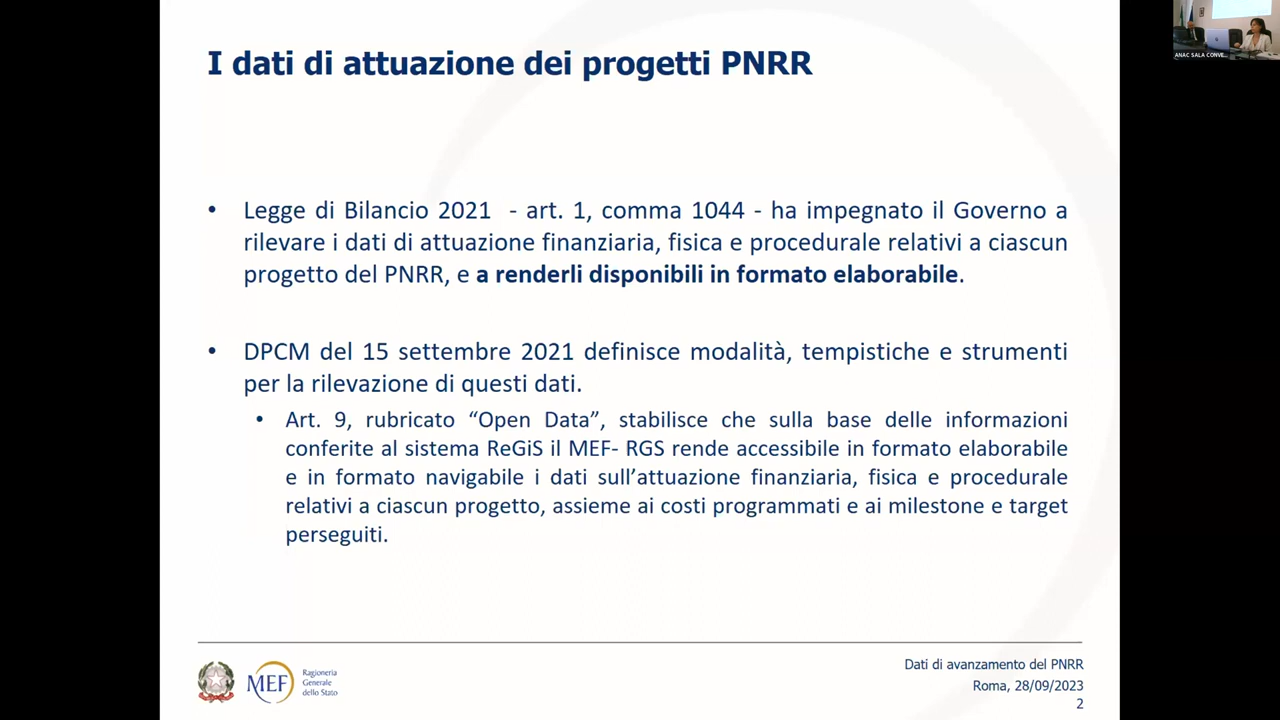 I dati di attuazione dei progetti PNRR
• Legge di Bilancio 2021 - art. 1, comma 1044 - ha impegnato il Governo a
rilevare i dati di attuazione finanziaria, fisica e procedurale relativi a ciascun
progetto del PNRR, e a renderli disponibili in formato elaborabile.
• DPCM del 15 settembre 2021 definisce modalità, tempistiche e strumenti
per la rilevazione di questi dati.
• Art. 9, rubricato “Open Data”, stabilisce che sulla base delle informazioni
conferite al sistema ReGiS il MEF- RGS rende accessibile in formato elaborabile
e in formato navigabile i dati sull’attuazione finanziaria, fisica e procedurale
relativi a ciascun progetto, assieme ai costi programmati e ai milestone e target
perseguiti.
MEF
Ragioneria
Generale
dello Stato
Dati di avanzamento del PNRR
Roma, 28/09/2023
2
ANAC SALA CONVE...